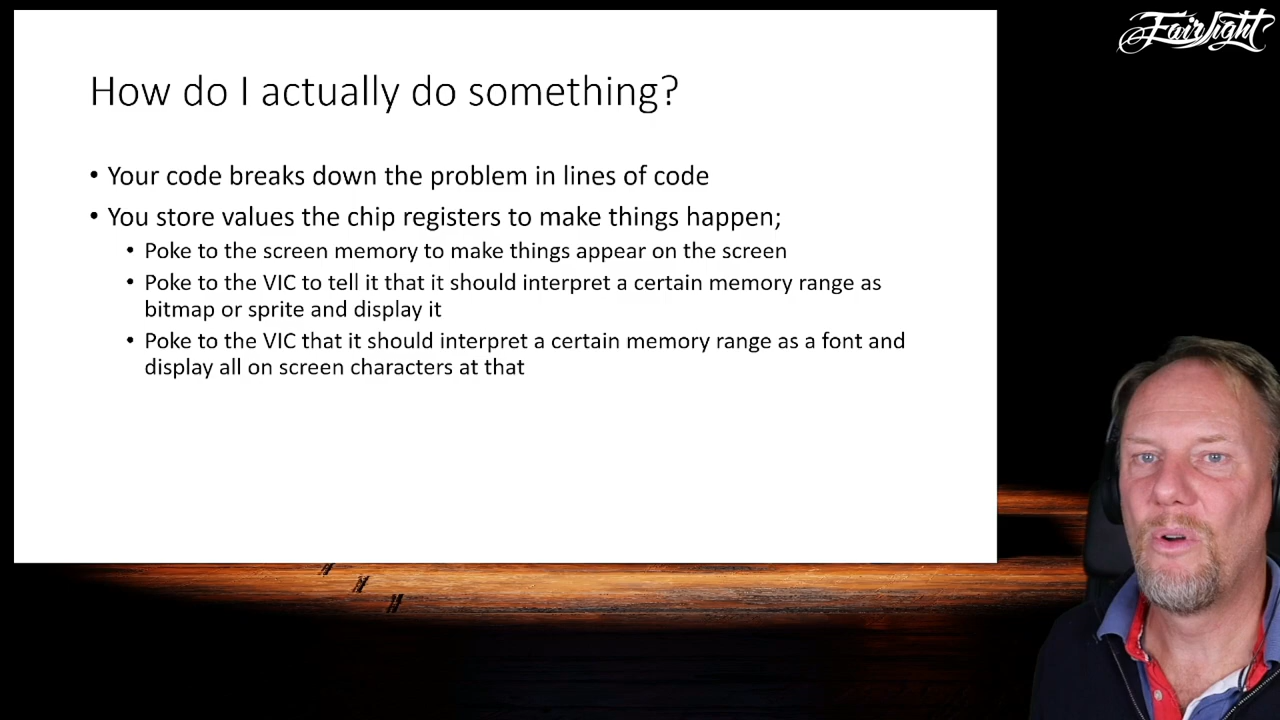 Fairlight
How do I actually do something?
• Your code breaks down the problem in lines of code
• You store values the chip registers to make things happen;
• Poke to the screen memory to make things appear on the screen
• Poke to the VIC to tell it that it should interpret a certain memory range as
bitmap or sprite and display it
• Poke to the VIC that it should interpret a certain memory range as a font and
display all on screen characters at that